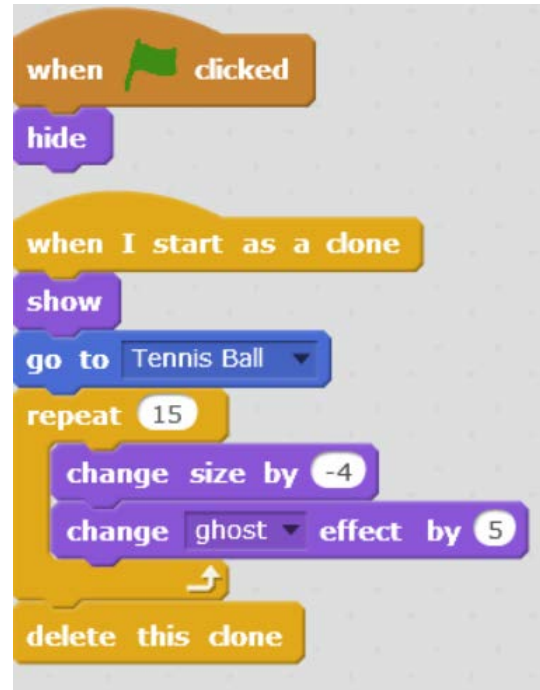 when clicked
hide
when I start as a clone
show
go to Tennis Ball
repeat 15
change size by -4
change ghost effect by 5
delete this clone